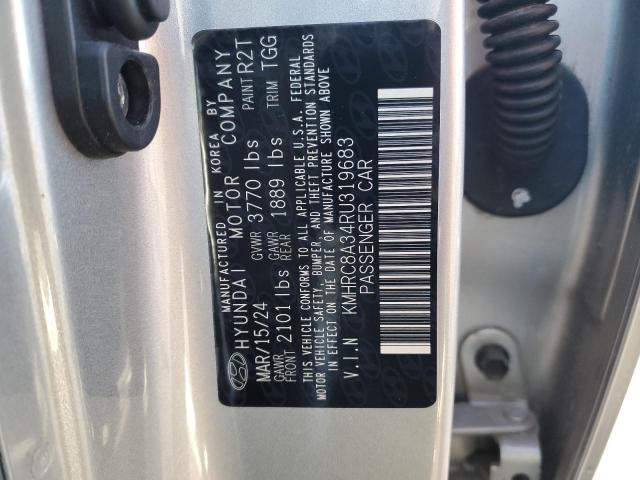 MANUFACTURED IN KOREA BY
HYUNDAI MOTOR COMPANY
MAR/15/24 GVWR 3770 lbs PAINT R2T
GAWR FRONT 2101 lbs GAWR REAR 1889 lbs TRIM TGG
THIS VEHICLE CONFORMS TO ALL APPLICABLE U.S.A. FEDERAL
MOTOR VEHICLE SAFETY, BUMPER, AND THEFT PREVENTION STANDARDS
IN EFFECT ON THE DATE OF MANUFACTURE SHOWN ABOVE
V.I.N KMHRC8A34RU319683
PASSENGER CAR